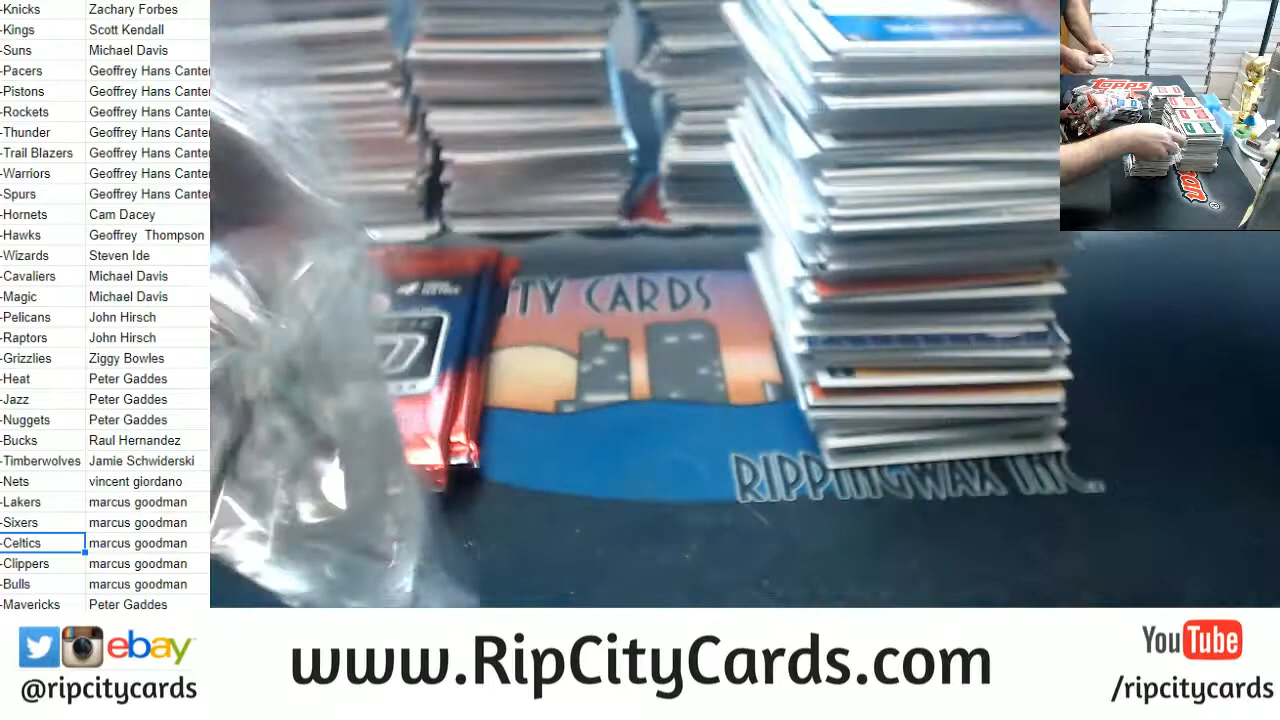 -Knicks Zachary Forbes
-Kings Scott Kendall
-Suns Michael Davis
-Pacers Geoffrey Hans Canter
-Pistons Geoffrey Hans Canter
-Rockets Geoffrey Hans Canter
-Thunder Geoffrey Hans Canter
-Trail Blazers Geoffrey Hans Canter
-Warriors Geoffrey Hans Canter
-Spurs Geoffrey Hans Canter
-Hornets Cam Dacey
-Hawks Geoffrey Thompson
-Wizards Steven Ide
-Cavaliers Michael Davis
-Magic Michael Davis
-Pelicans John Hirsch
-Raptors John Hirsch
-Grizzlies Ziggy Bowles
-Heat Peter Gaddes
-Jazz Peter Gaddes
-Nuggets Peter Gaddes
-Bucks Raul Hernandez
-Timberwolves Jamie Schwiderski
-Nets vincent giordano
-Lakers marcus goodman
-Sixers marcus goodman
-Celtics marcus goodman
-Clippers marcus goodman
-Bulls marcus goodman
-Mavericks Peter Gaddes
ITY CARDS
RIPPINGWAX INC.
TOPPS
ebay
@ripcitycards
www.RipCityCards.com
YouTube
/ripcitycards